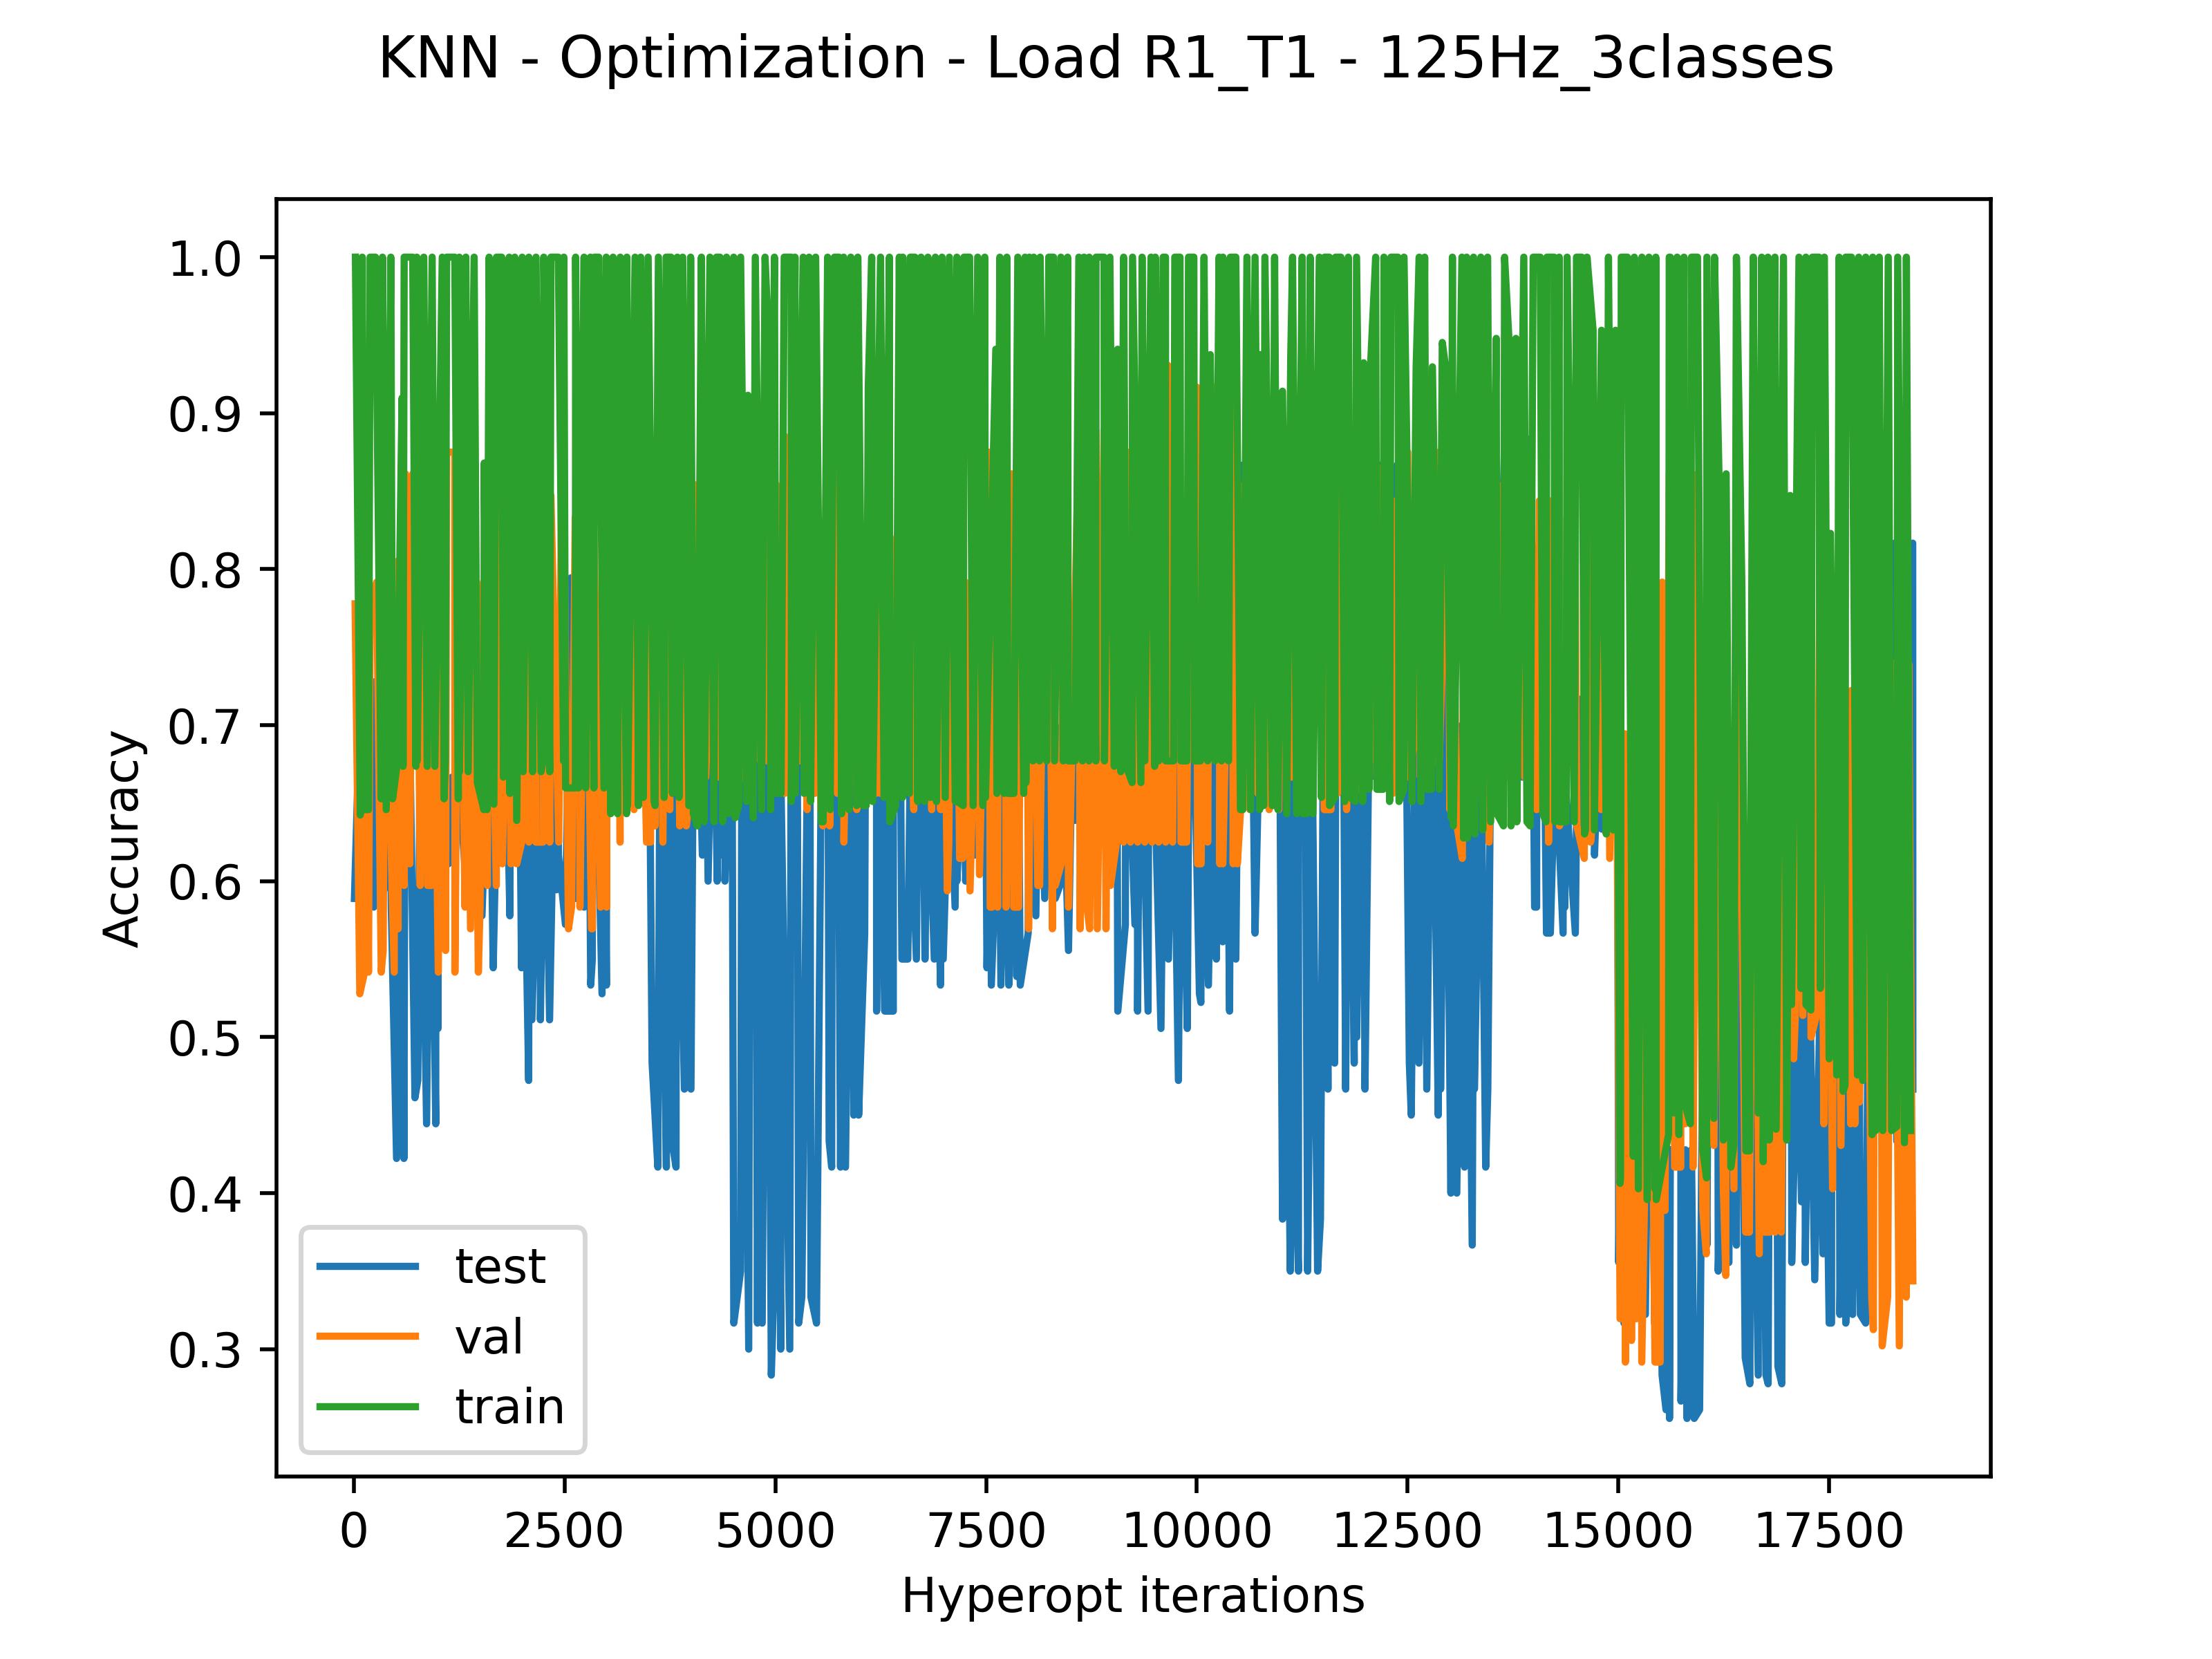 KNN - Optimization - Load R1_T1 - 125Hz_3classes
1.0
0.9
0.8
0.7
0.6
0.5
0.4
0.3
Accuracy
test
val
train
0 2500 5000 7500 10000 12500 15000 17500
Hyperopt iterations